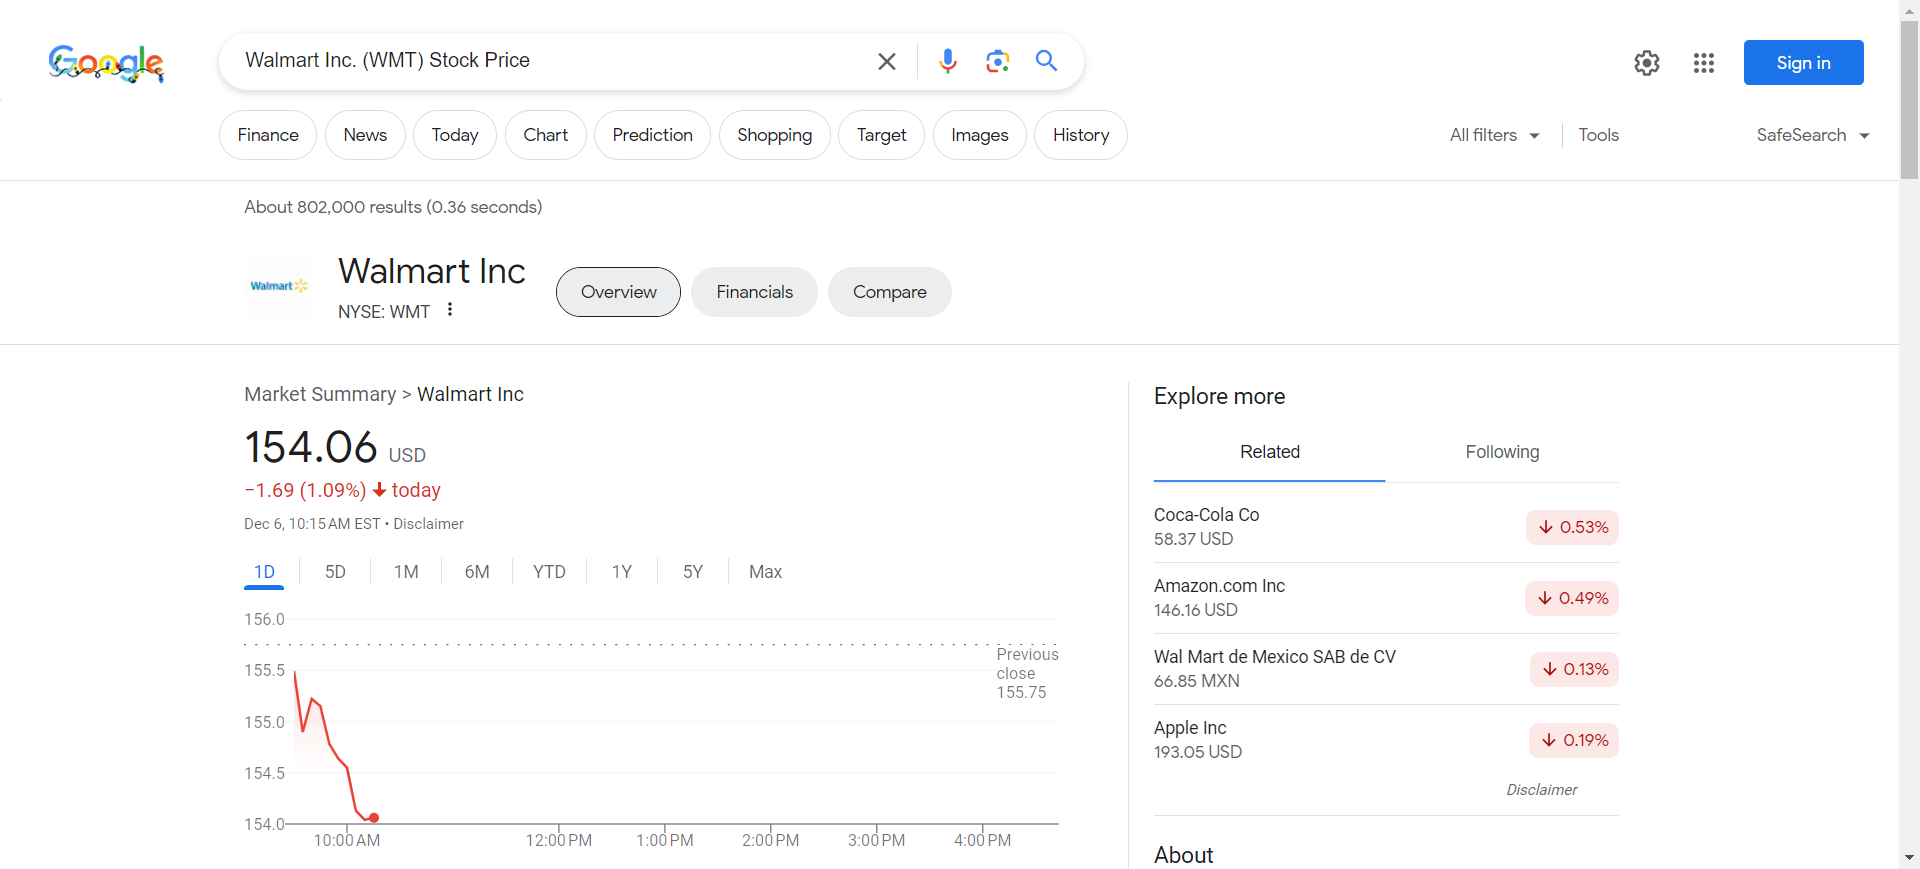 Google
Walmart Inc. (WMT) Stock Price
Sign in
Finance
News
Today
Chart
Prediction
Shopping
Target
Images
History
All filters
Tools
SafeSearch
About 802,000 results (0.36 seconds)
Walmart
Walmart Inc
NYSE: WMT
Overview
Financials
Compare
Market Summary > Walmart Inc
154.06 USD
−1.69 (1.09%) today
Dec 6, 10:15 AM EST • Disclaimer
1D
5D
1M
6M
YTD
1Y
5Y
Max
156.0
155.5
155.0
154.5
154.0
Previous
close
155.75
10:00 AM
12:00 PM
1:00 PM
2:00 PM
3:00 PM
4:00 PM
Explore more
Related
Following
Coca-Cola Co
58.37 USD
0.53%
Amazon.com Inc
146.16 USD
0.49%
Wal Mart de Mexico SAB de CV
66.85 MXN
0.13%
Apple Inc
193.05 USD
0.19%
Disclaimer
About